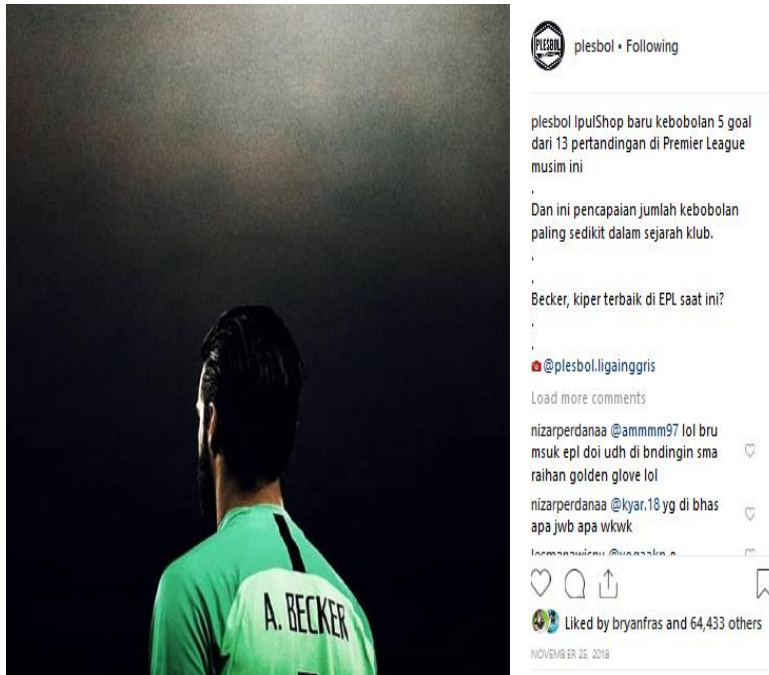 PLESBOL
plesbol • Following
plesbol IpulShop baru kebobolan 5 goal
dari 13 pertandingan di Premier League
musim ini
.
Dan ini pencapaian jumlah kebobolan
paling sedikit dalam sejarah klub.
.
.
Becker, kiper terbaik di EPL saat ini?
.
.
@plesbol.ligainggris
Load more comments
nizarperdanaa @ammmm97 lol bru
msuk epl doi udh di bndingin sma
raihan golden glove lol
nizarperdanaa @kyar.18 yg di bhas
apa jwb apa wkwk
A. BECKER
Liked by bryanfras and 64,433 others
NOVEMBER 25, 2018